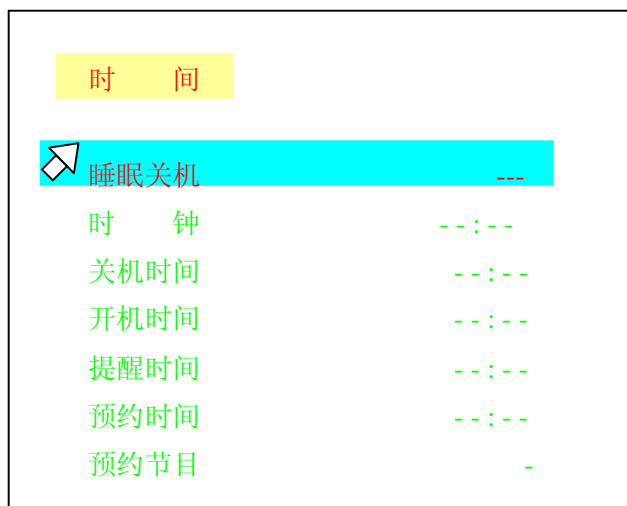 时 间
睡眠关机 ---
时 钟 --:--
关机时间 --:--
开机时间 --:--
提醒时间 --:--
预约时间 --:--
预约节目 -